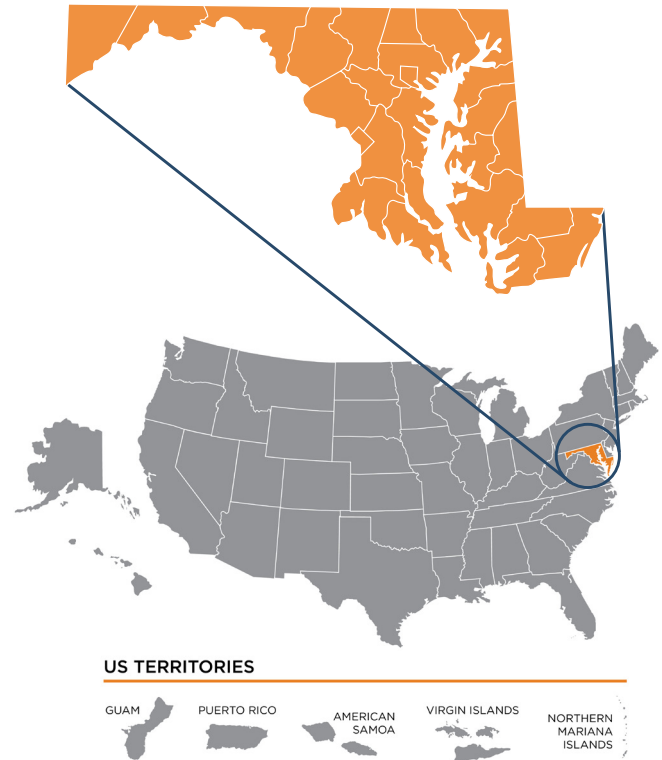 US TERRITORIES
GUAM
PUERTO RICO
AMERICAN
SAMOA
VIRGIN ISLANDS
NORTHERN
MARIANA
ISLANDS